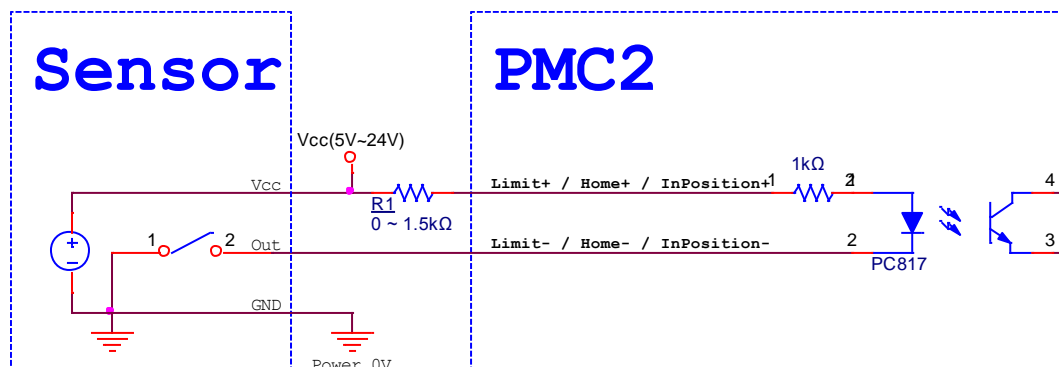 Sensor
PMC2
Vcc(5V~24V)
Vcc
R1
0 ~ 1.5kΩ
Limit+ / Home+ / InPosition+
1
1kΩ
2
4
1
2
Out
Limit- / Home- / InPosition-
2
3
PC817
GND
Power 0V